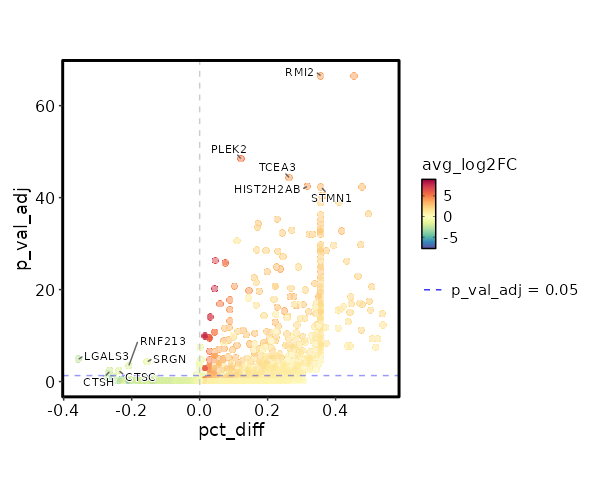 RMI2
60
PLEK2
TCEA3
HIST2H2AB
STMN1
40
p_val_adj
20
RNF213
LGALS3
SRGN
CTSC
CTSH
0
-0.4
-0.2
0.0
0.2
0.4
pct_diff
avg_log2FC
5
0
-5
p_val_adj = 0.05